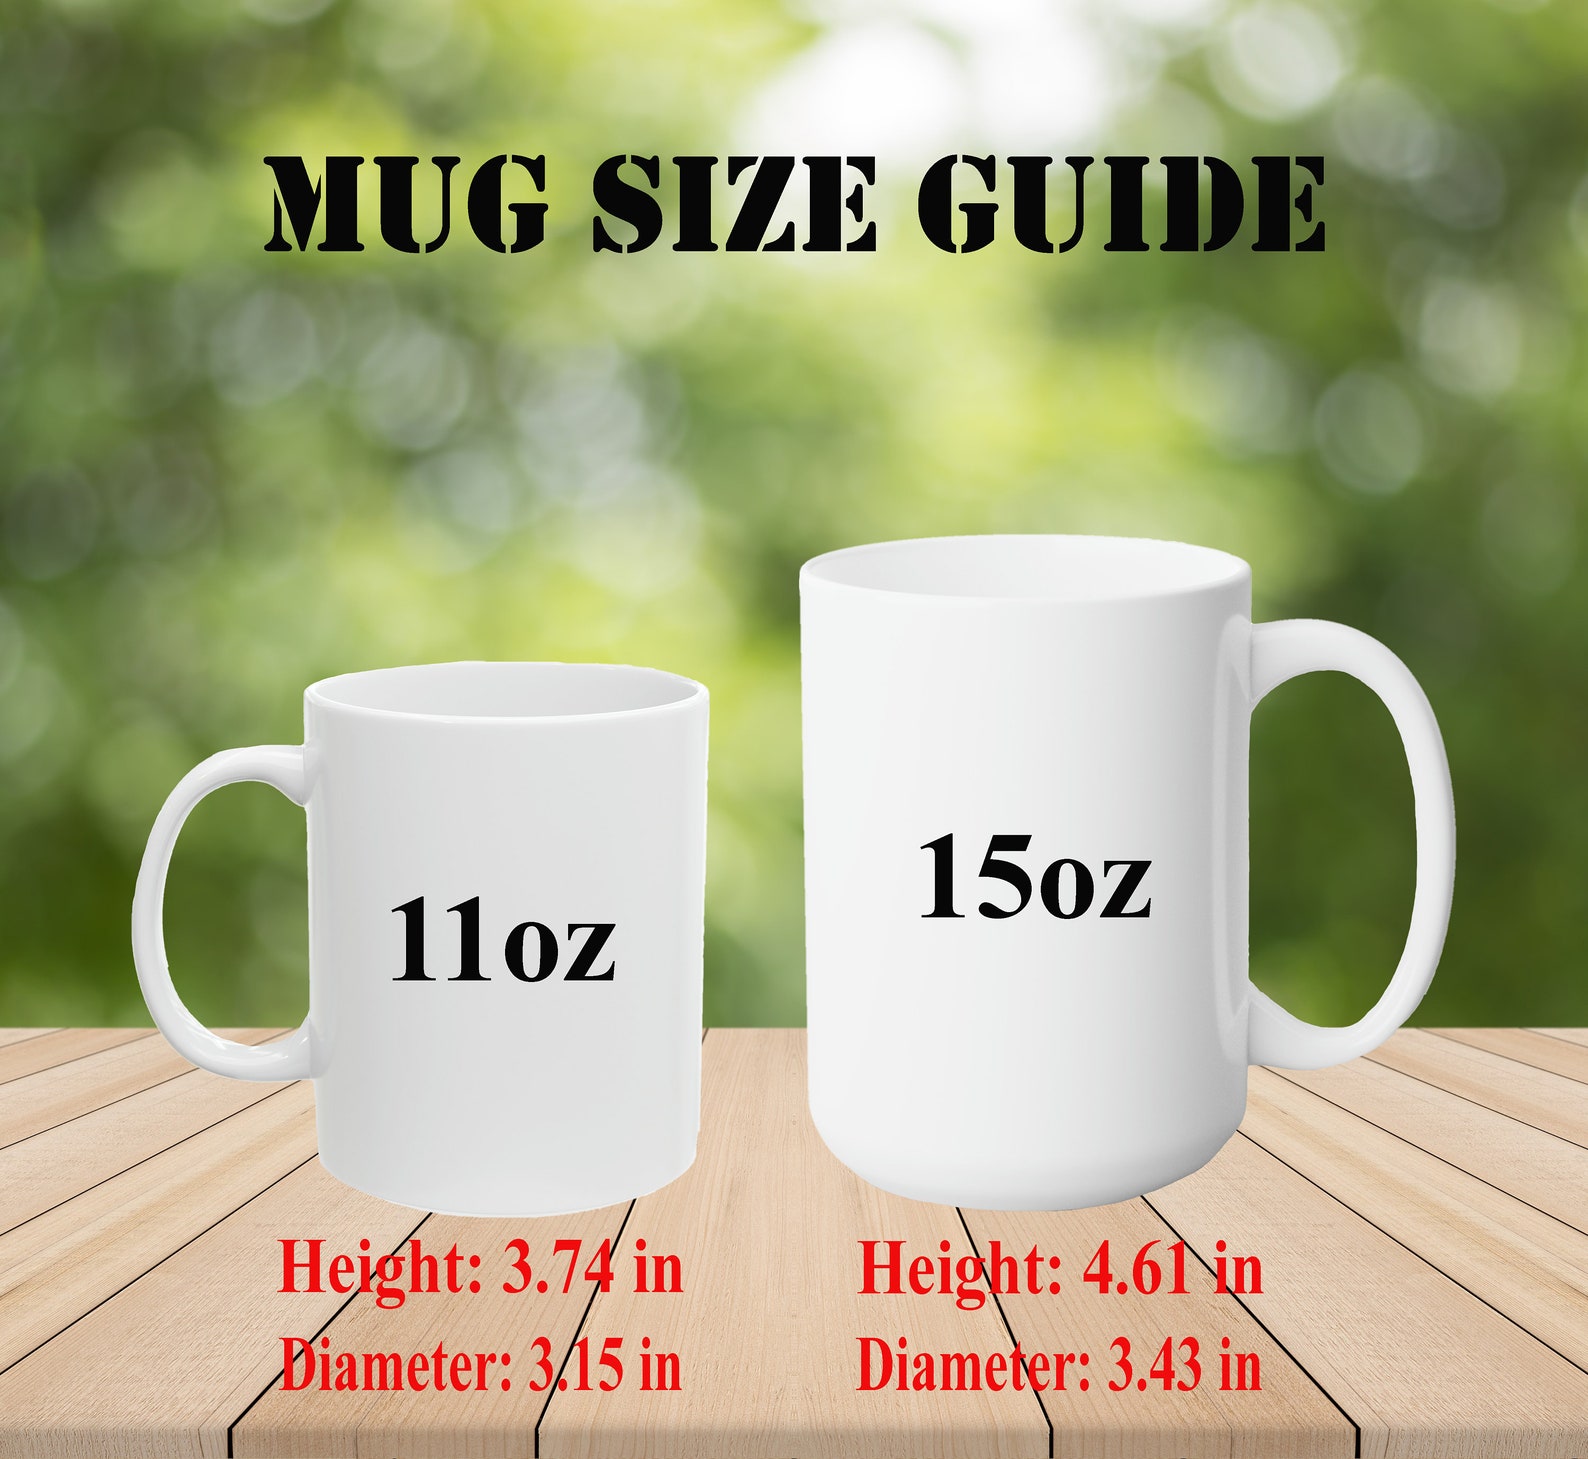 MUG SIZE GUIDE
11oz
15oz
Height: 3.74 in
Diameter: 3.15 in
Height: 4.61 in
Diameter: 3.43 in